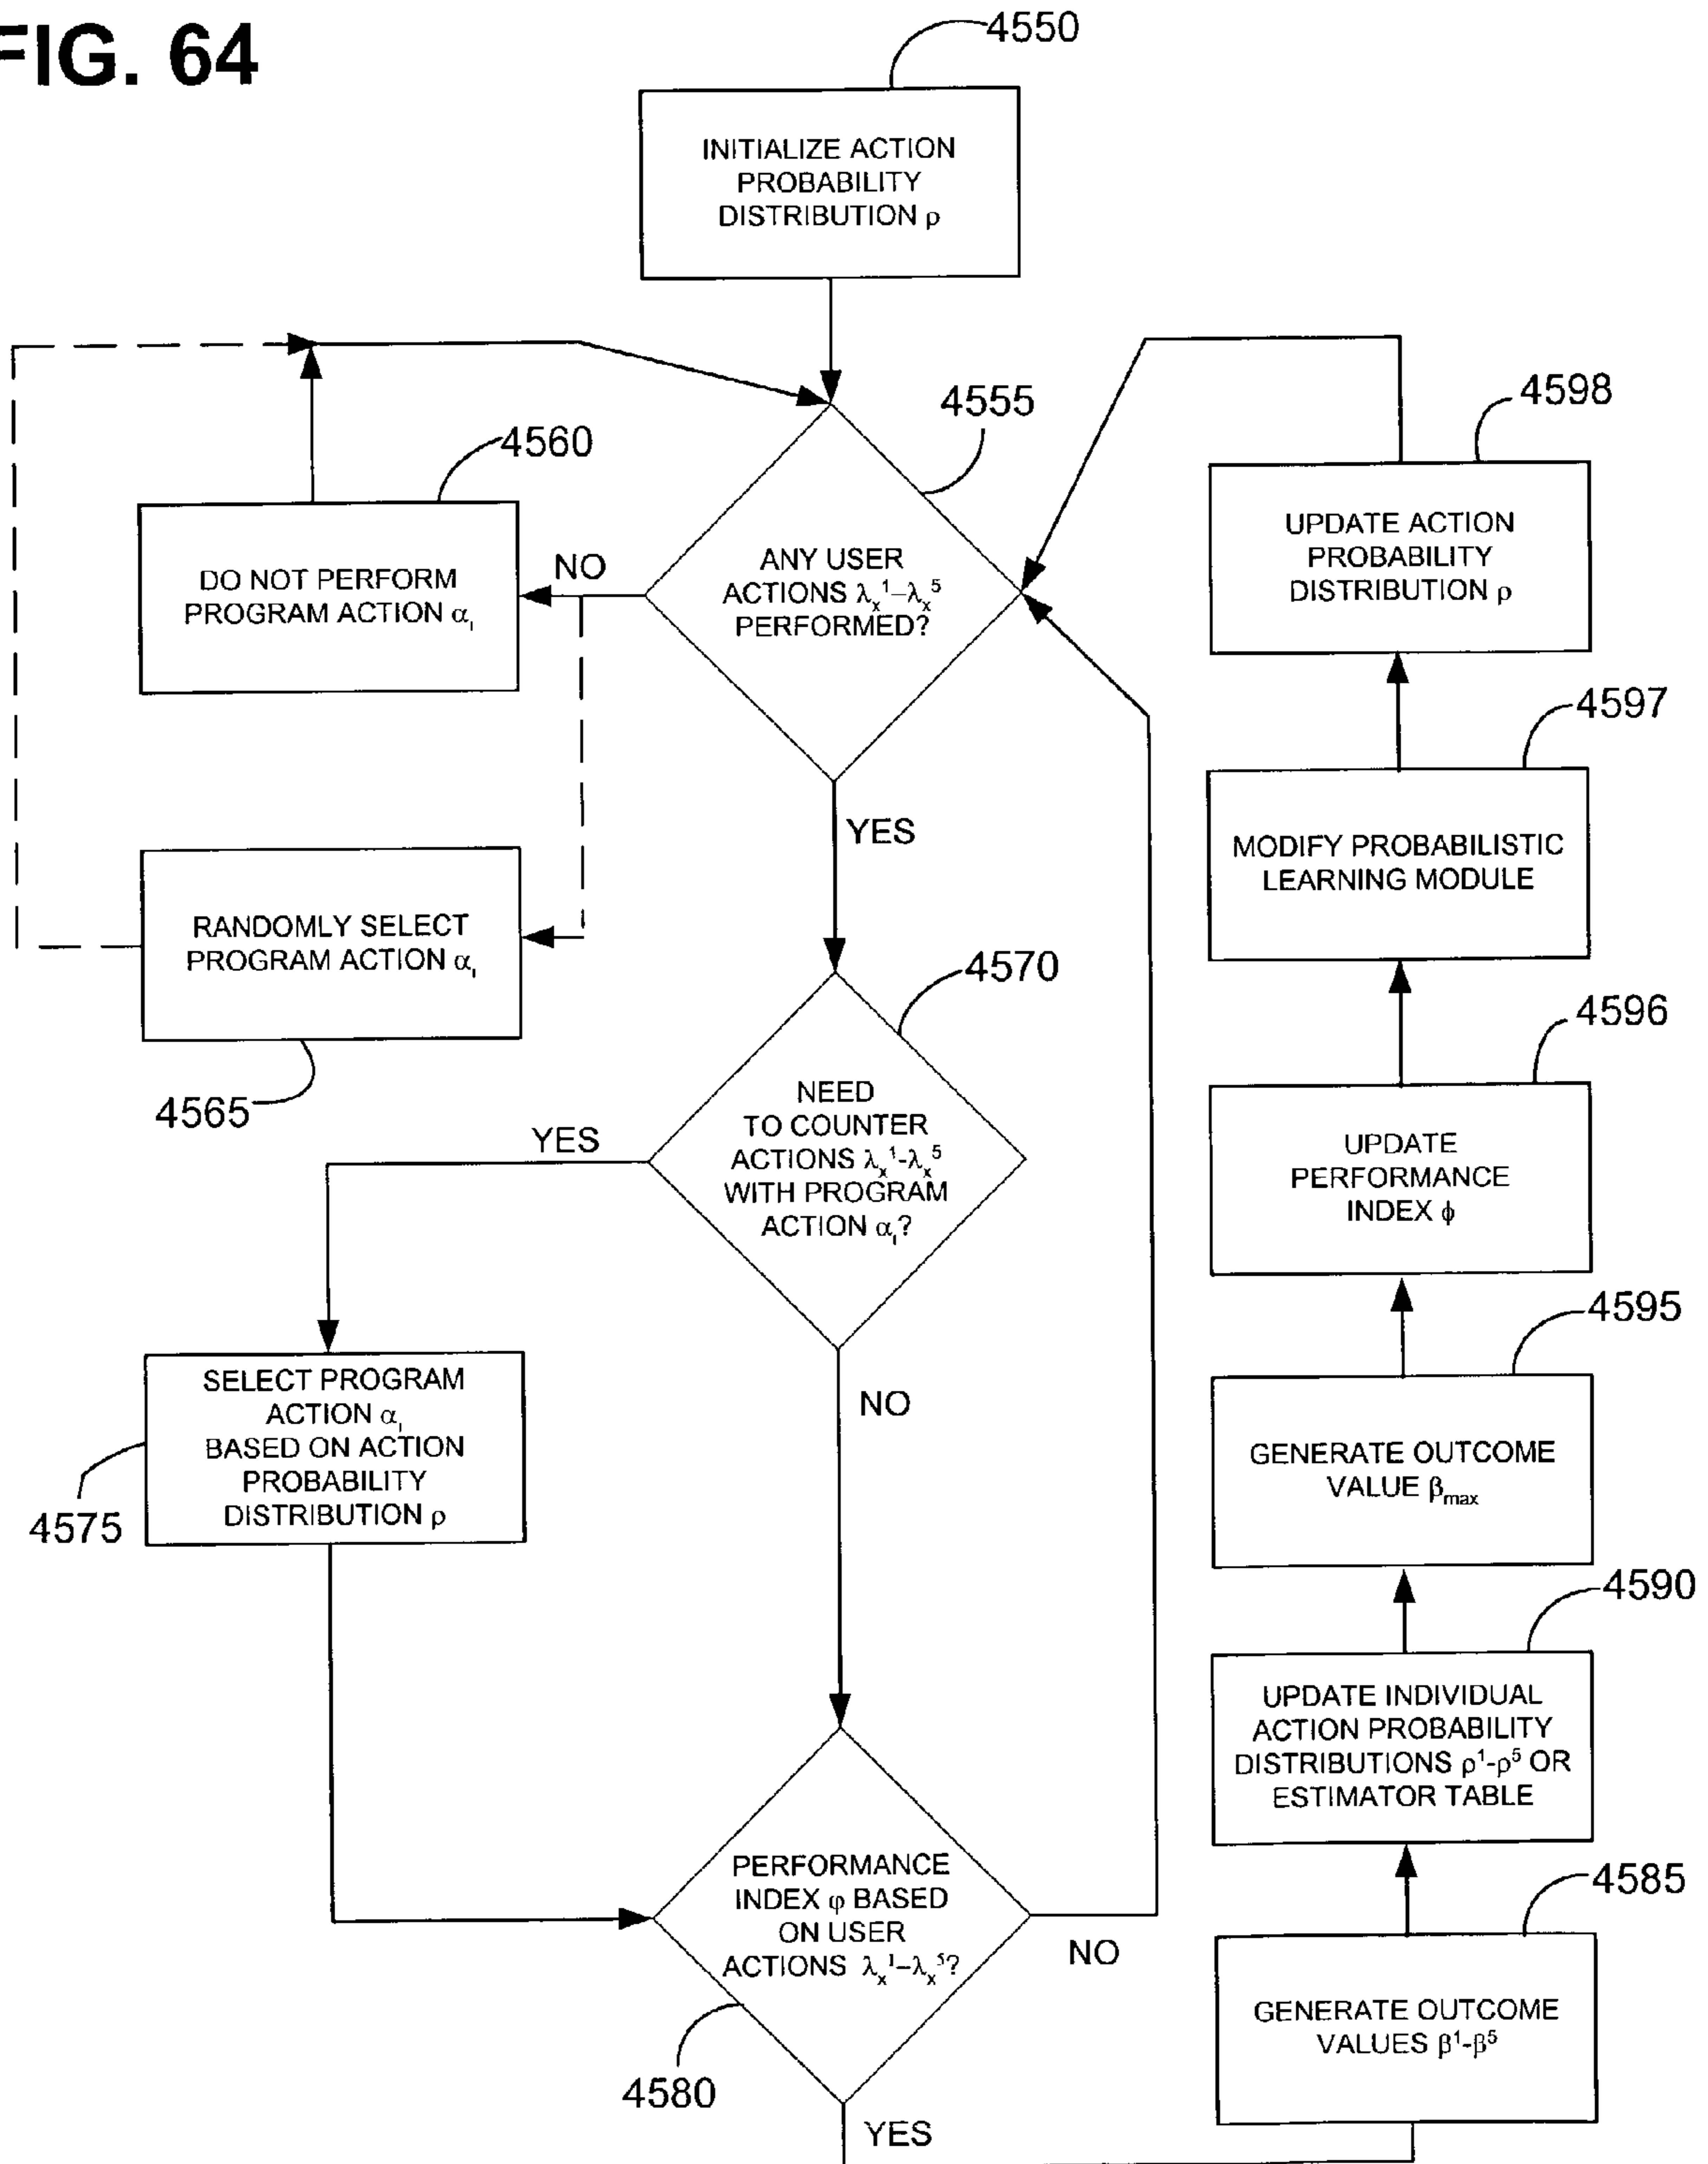 FIG. 64
4550
INITIALIZE ACTION
PROBABILITY
DISTRIBUTION ρ
4555
ANY USER
ACTIONS λₓ¹–λₓ⁵
PERFORMED?
NO
4560
DO NOT PERFORM
PROGRAM ACTION αᵢ
RANDOMLY SELECT
PROGRAM ACTION αᵢ
4565
YES
4570
NEED
TO COUNTER
ACTIONS λₓ¹-λₓ⁵
WITH PROGRAM
ACTION αᵢ?
YES
SELECT PROGRAM
ACTION αᵢ
BASED ON ACTION
PROBABILITY
DISTRIBUTION ρ
4575
NO
PERFORMANCE
INDEX φ BASED
ON USER
ACTIONS λₓ¹–λₓ⁵?
4580
NO
YES
4585
GENERATE OUTCOME
VALUES β¹-β⁵
4590
UPDATE INDIVIDUAL
ACTION PROBABILITY
DISTRIBUTIONS ρ¹-ρ⁵ OR
ESTIMATOR TABLE
4595
GENERATE OUTCOME
VALUE βmax
4596
UPDATE
PERFORMANCE
INDEX ϕ
4597
MODIFY PROBABILISTIC
LEARNING MODULE
4598
UPDATE ACTION
PROBABILITY
DISTRIBUTION ρ